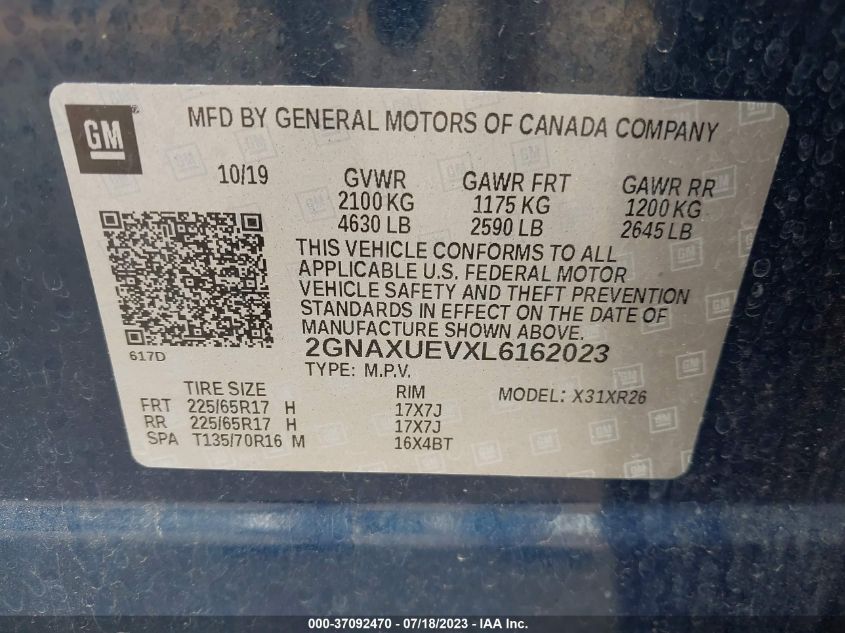 GM
MFD BY GENERAL MOTORS OF CANADA COMPANY
10/19 GVWR GAWR FRT GAWR RR
2100 KG 1175 KG 1200 KG
4630 LB 2590 LB 2645 LB
THIS VEHICLE CONFORMS TO ALL
APPLICABLE U.S. FEDERAL MOTOR
VEHICLE SAFETY AND THEFT PREVENTION
STANDARDS IN EFFECT ON THE DATE OF
MANUFACTURE SHOWN ABOVE.
617D
2GNAXUEVXL6162023
TYPE: M.P.V.
TIRE SIZE RIM MODEL: X31XR26
FRT 225/65R17 H 17X7J
RR 225/65R17 H 17X7J
SPA T135/70R16 M 16X4BT
000-37092470 - 07/18/2023 - IAA Inc.